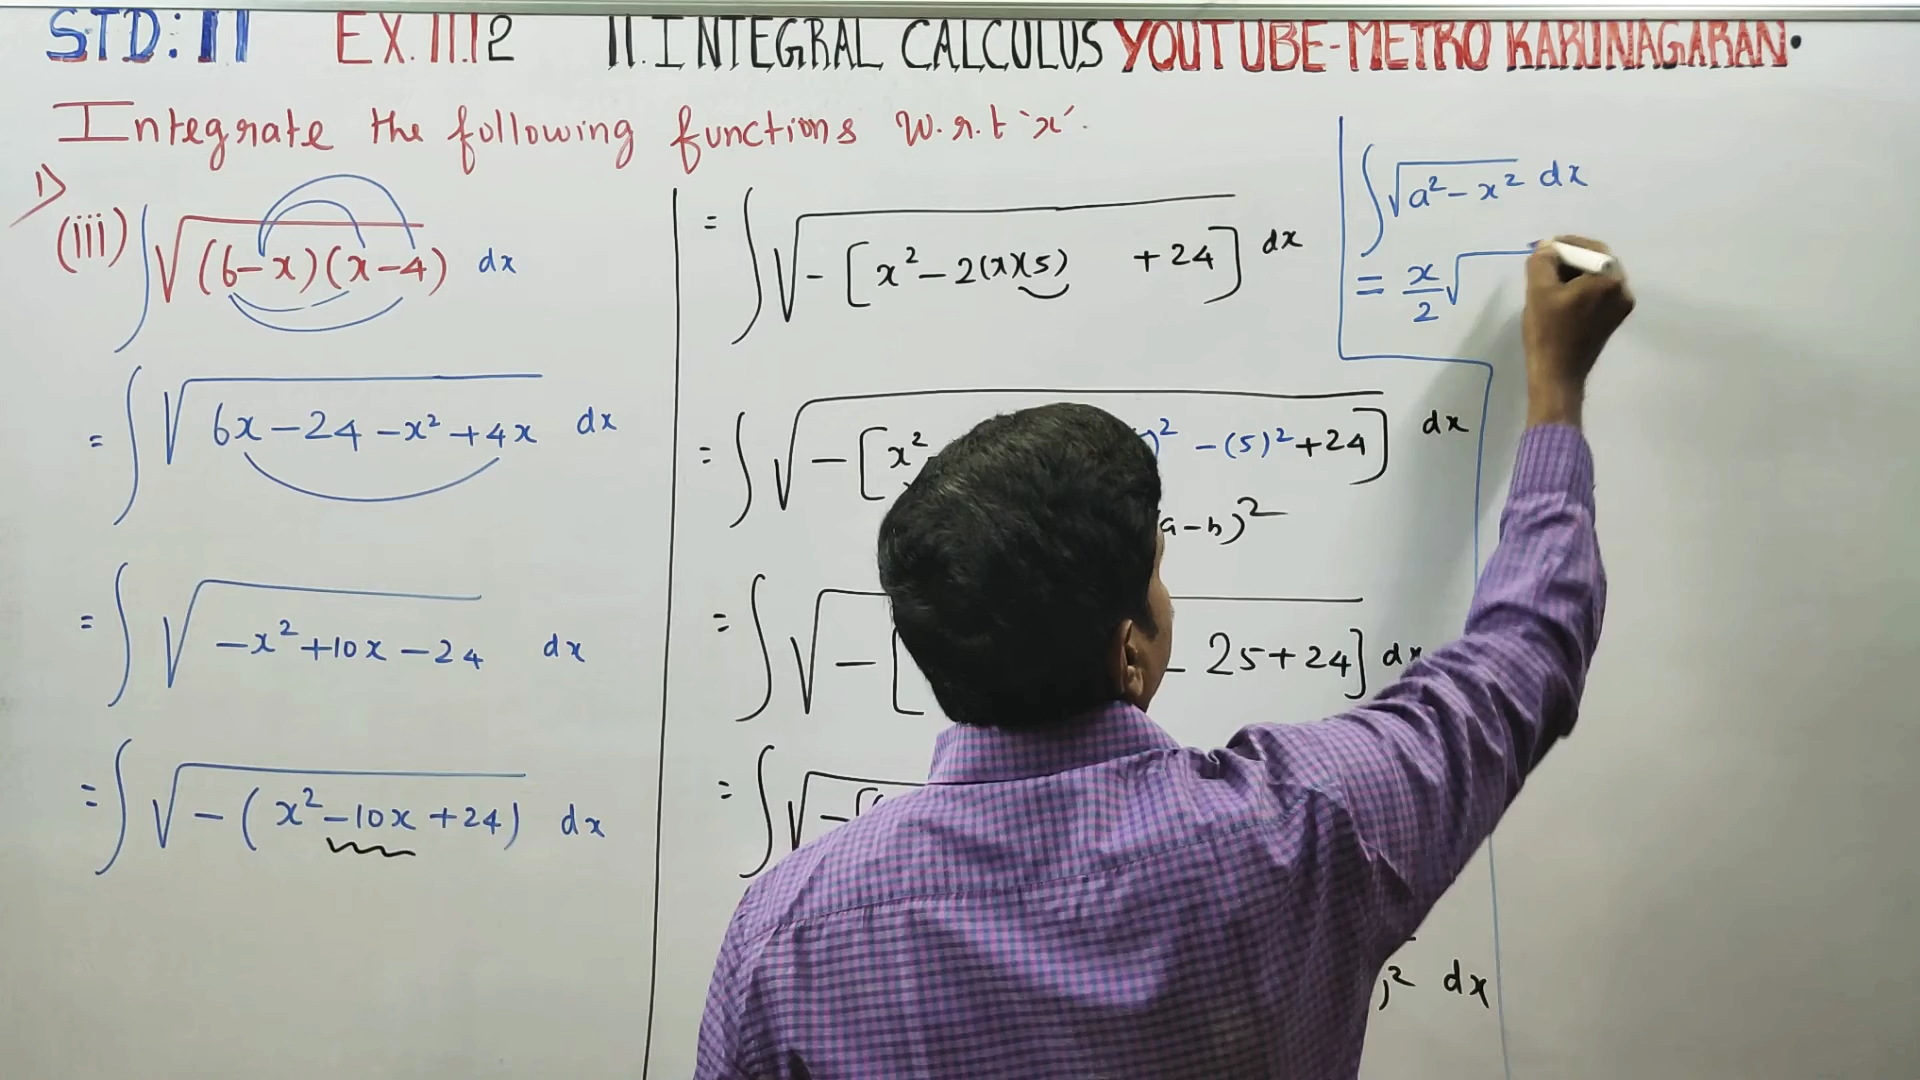 STD: 11 EX. 11.12 11. INTEGRAL CALCULUS YOUTUBE-METRO KARUNAGARAN.
Integrate the following functions w.r.t 'x'.
1)
(iii) ∫√(6-x)(x-4) dx
= ∫√6x-24-x²+4x dx
= ∫√-x²+10x-24 dx
= ∫√-(x²-10x+24) dx
= ∫√-[x²-2(x)(5) +24] dx
= ∫√-[x² )² -(5)²+24] dx
a-b)²
= ∫√-[ - 25+24] dx
= ∫√-[
)² dx
∫√a²-x² dx
= x/2 √